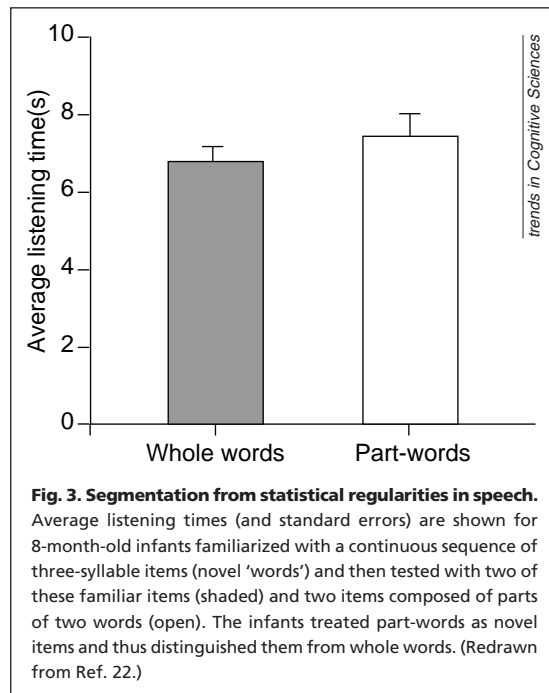 10
8
6
4
2
0
Average listening time(s)
Whole words
Part-words
trends in Cognitive Sciences
Fig. 3. Segmentation from statistical regularities in speech.
Average listening times (and standard errors) are shown for
8-month-old infants familiarized with a continuous sequence of
three-syllable items (novel ‘words’) and then tested with two of
these familiar items (shaded) and two items composed of parts
of two words (open). The infants treated part-words as novel
items and thus distinguished them from whole words. (Redrawn
from Ref. 22.)